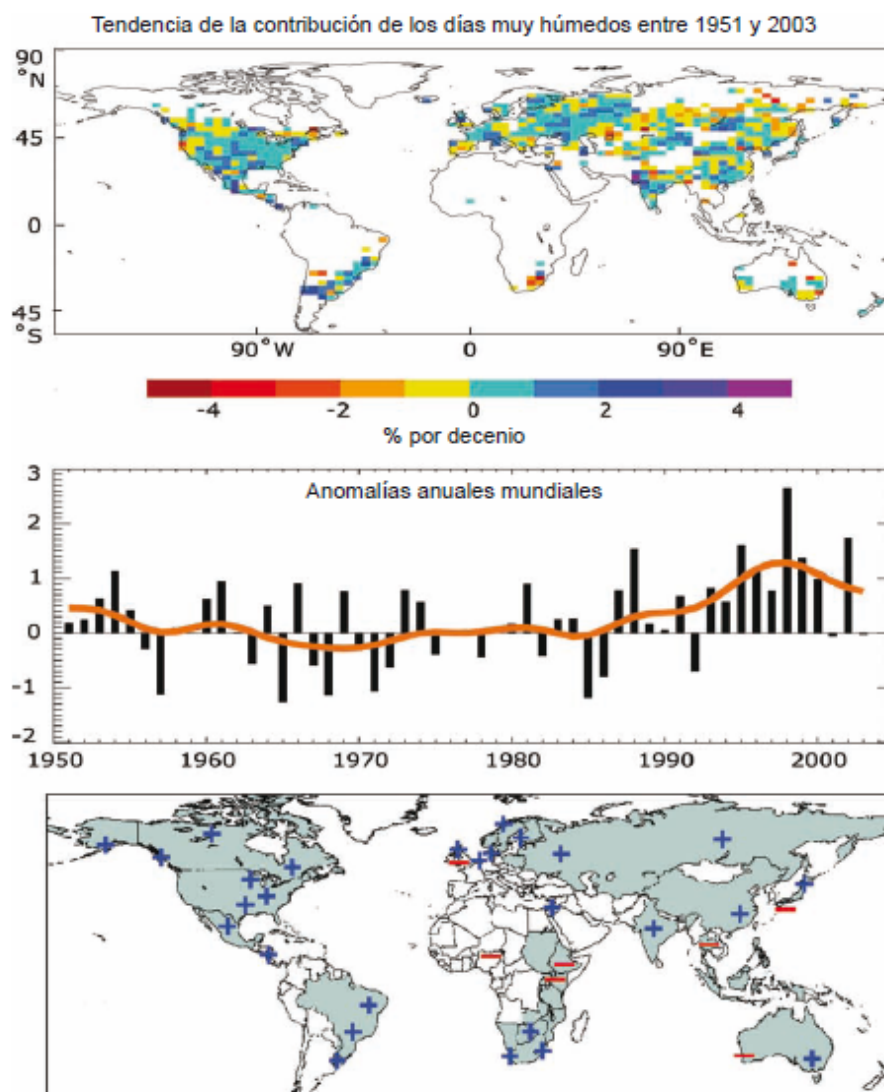 Tendencia de la contribución de los días muy húmedos entre 1951 y 2003
90
°N
45
0
45
°S
90°W 0 90°E
-4 -2 0 2 4
% por decenio
Anomalías anuales mundiales
3
2
1
0
-1
-2
1950 1960 1970 1980 1990 2000